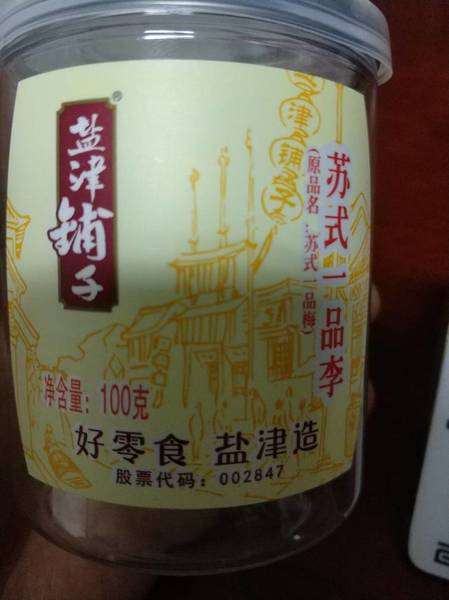 盐津铺子®
盐津铺子
苏式一品李
(原品名：苏式一品梅)
净含量：100克
好零食 盐津造
股票代码：002847